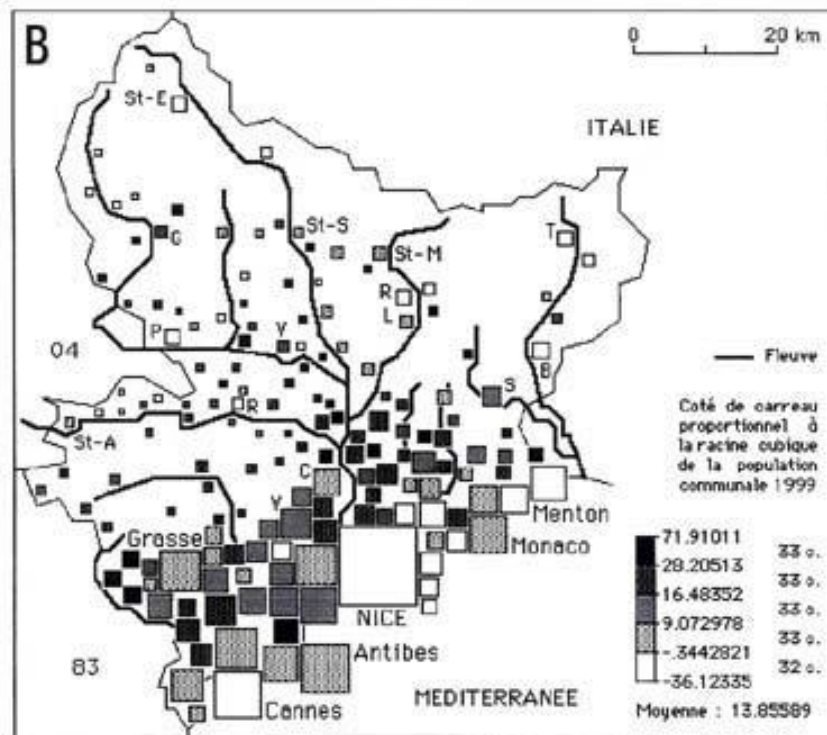 B
0 20 km
St-E
ITALIE
St-S
G
St-M
T
R
L
P
V
04
B
Fleuve
R
S
St-A
Coté de carreau
proportionnel à
la racine cubique
de la population
communale 1999
C
V
Menton
Grasse
Monaco
71.91011
33 c.
28.20513
33 c.
16.48352
33 c.
9.072978
33 c.
-.3442821
32 c.
-36.12335
NICE
Antibes
83
Cannes
MEDITERRANEE
Moyenne : 13.85589